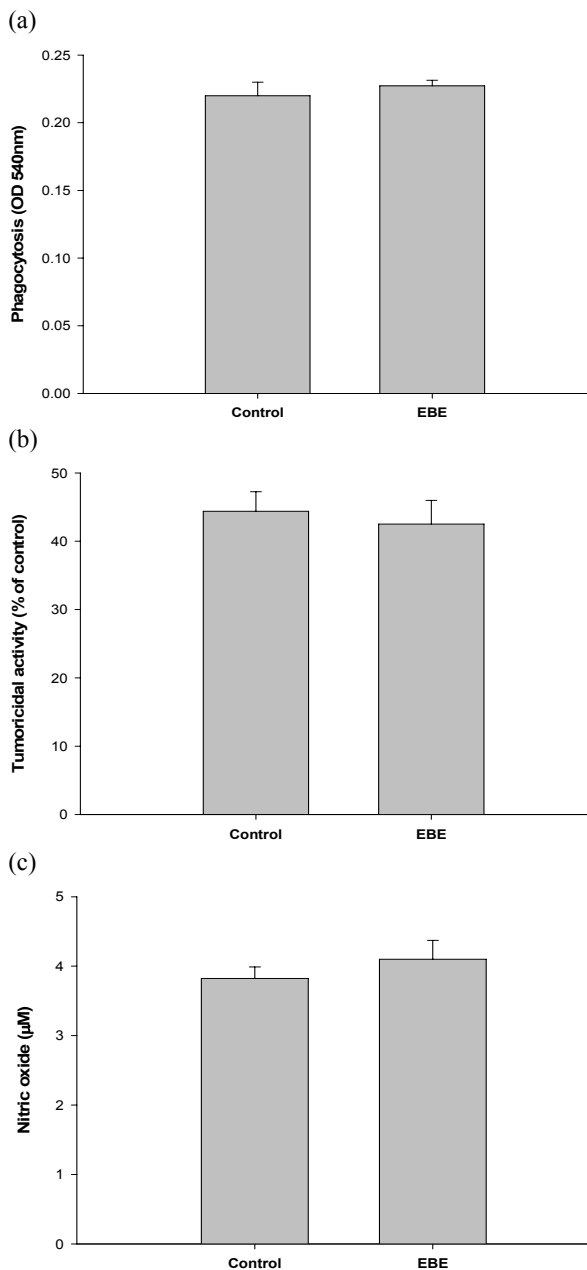 (a)
Phagocytosis (OD 540nm)
0.25
0.20
0.15
0.10
0.05
0.00
Control EBE
(b)
Tumoricidal activity (% of control)
50
40
30
20
10
0
Control EBE
(c)
Nitric oxide (µM)
5
4
3
2
1
0
Control EBE